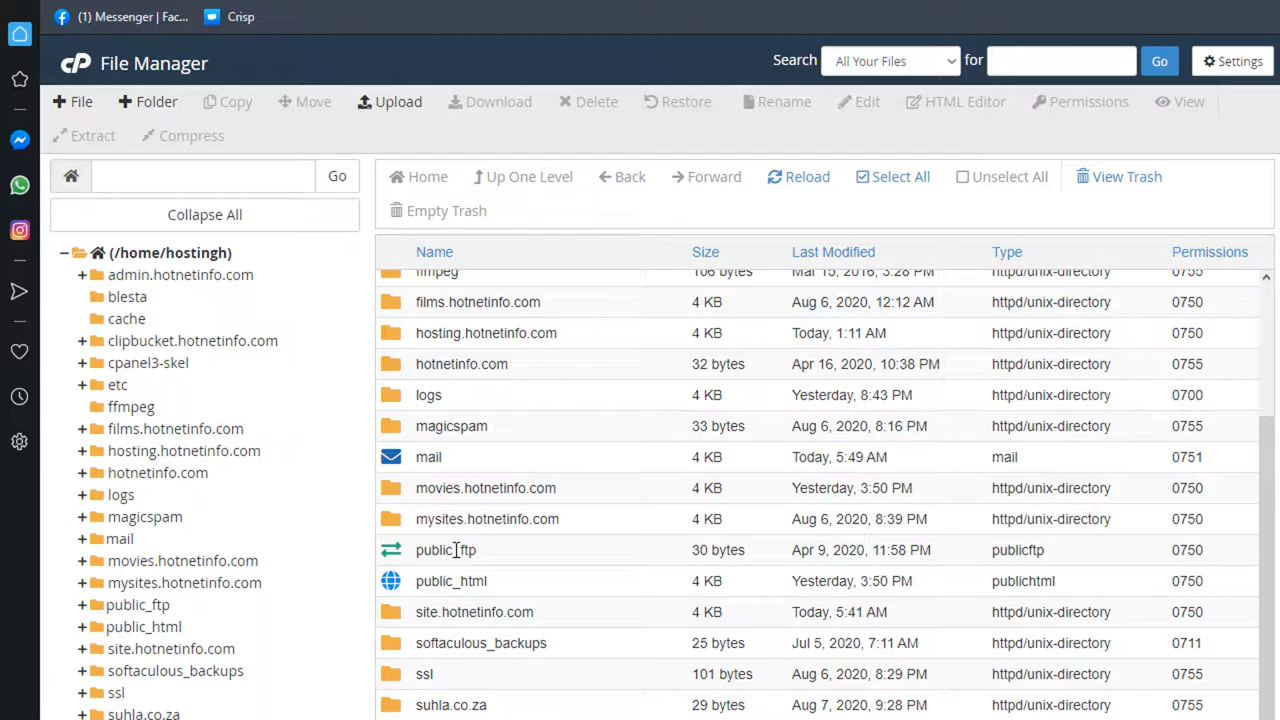 (1) Messenger | Fac... Crisp
cP File Manager Search All Your Files for Go Settings
File Folder Copy Move Upload Download Delete Restore Rename Edit HTML Editor Permissions View
Extract Compress
Go Home Up One Level Back Forward Reload Select All Unselect All View Trash
Empty Trash
Collapse All
(/home/hostingh)
admin.hotnetinfo.com
blesta
cache
clipbucket.hotnetinfo.com
cpanel3-skel
etc
ffmpeg
films.hotnetinfo.com
hosting.hotnetinfo.com
hotnetinfo.com
logs
magicspam
mail
movies.hotnetinfo.com
mysites.hotnetinfo.com
public_ftp
public_html
site.hotnetinfo.com
softaculous_backups
ssl
suhla.co.za
Name Size Last Modified Type Permissions
ffmpeg 106 bytes Mar 15, 2016, 3:28 PM httpd/unix-directory 0755
films.hotnetinfo.com 4 KB Aug 6, 2020, 12:12 AM httpd/unix-directory 0750
hosting.hotnetinfo.com 4 KB Today, 1:11 AM httpd/unix-directory 0750
hotnetinfo.com 32 bytes Apr 16, 2020, 10:38 PM httpd/unix-directory 0755
logs 4 KB Yesterday, 8:43 PM httpd/unix-directory 0700
magicspam 33 bytes Aug 6, 2020, 8:16 PM httpd/unix-directory 0755
mail 4 KB Today, 5:49 AM mail 0751
movies.hotnetinfo.com 4 KB Yesterday, 3:50 PM httpd/unix-directory 0750
mysites.hotnetinfo.com 4 KB Aug 6, 2020, 8:39 PM httpd/unix-directory 0750
public_ftp 30 bytes Apr 9, 2020, 11:58 PM publicftp 0750
public_html 4 KB Yesterday, 3:50 PM publichtml 0750
site.hotnetinfo.com 4 KB Today, 5:41 AM httpd/unix-directory 0750
softaculous_backups 25 bytes Jul 5, 2020, 7:11 AM httpd/unix-directory 0711
ssl 101 bytes Aug 6, 2020, 8:29 PM httpd/unix-directory 0755
suhla.co.za 29 bytes Aug 7, 2020, 9:28 PM httpd/unix-directory 0755